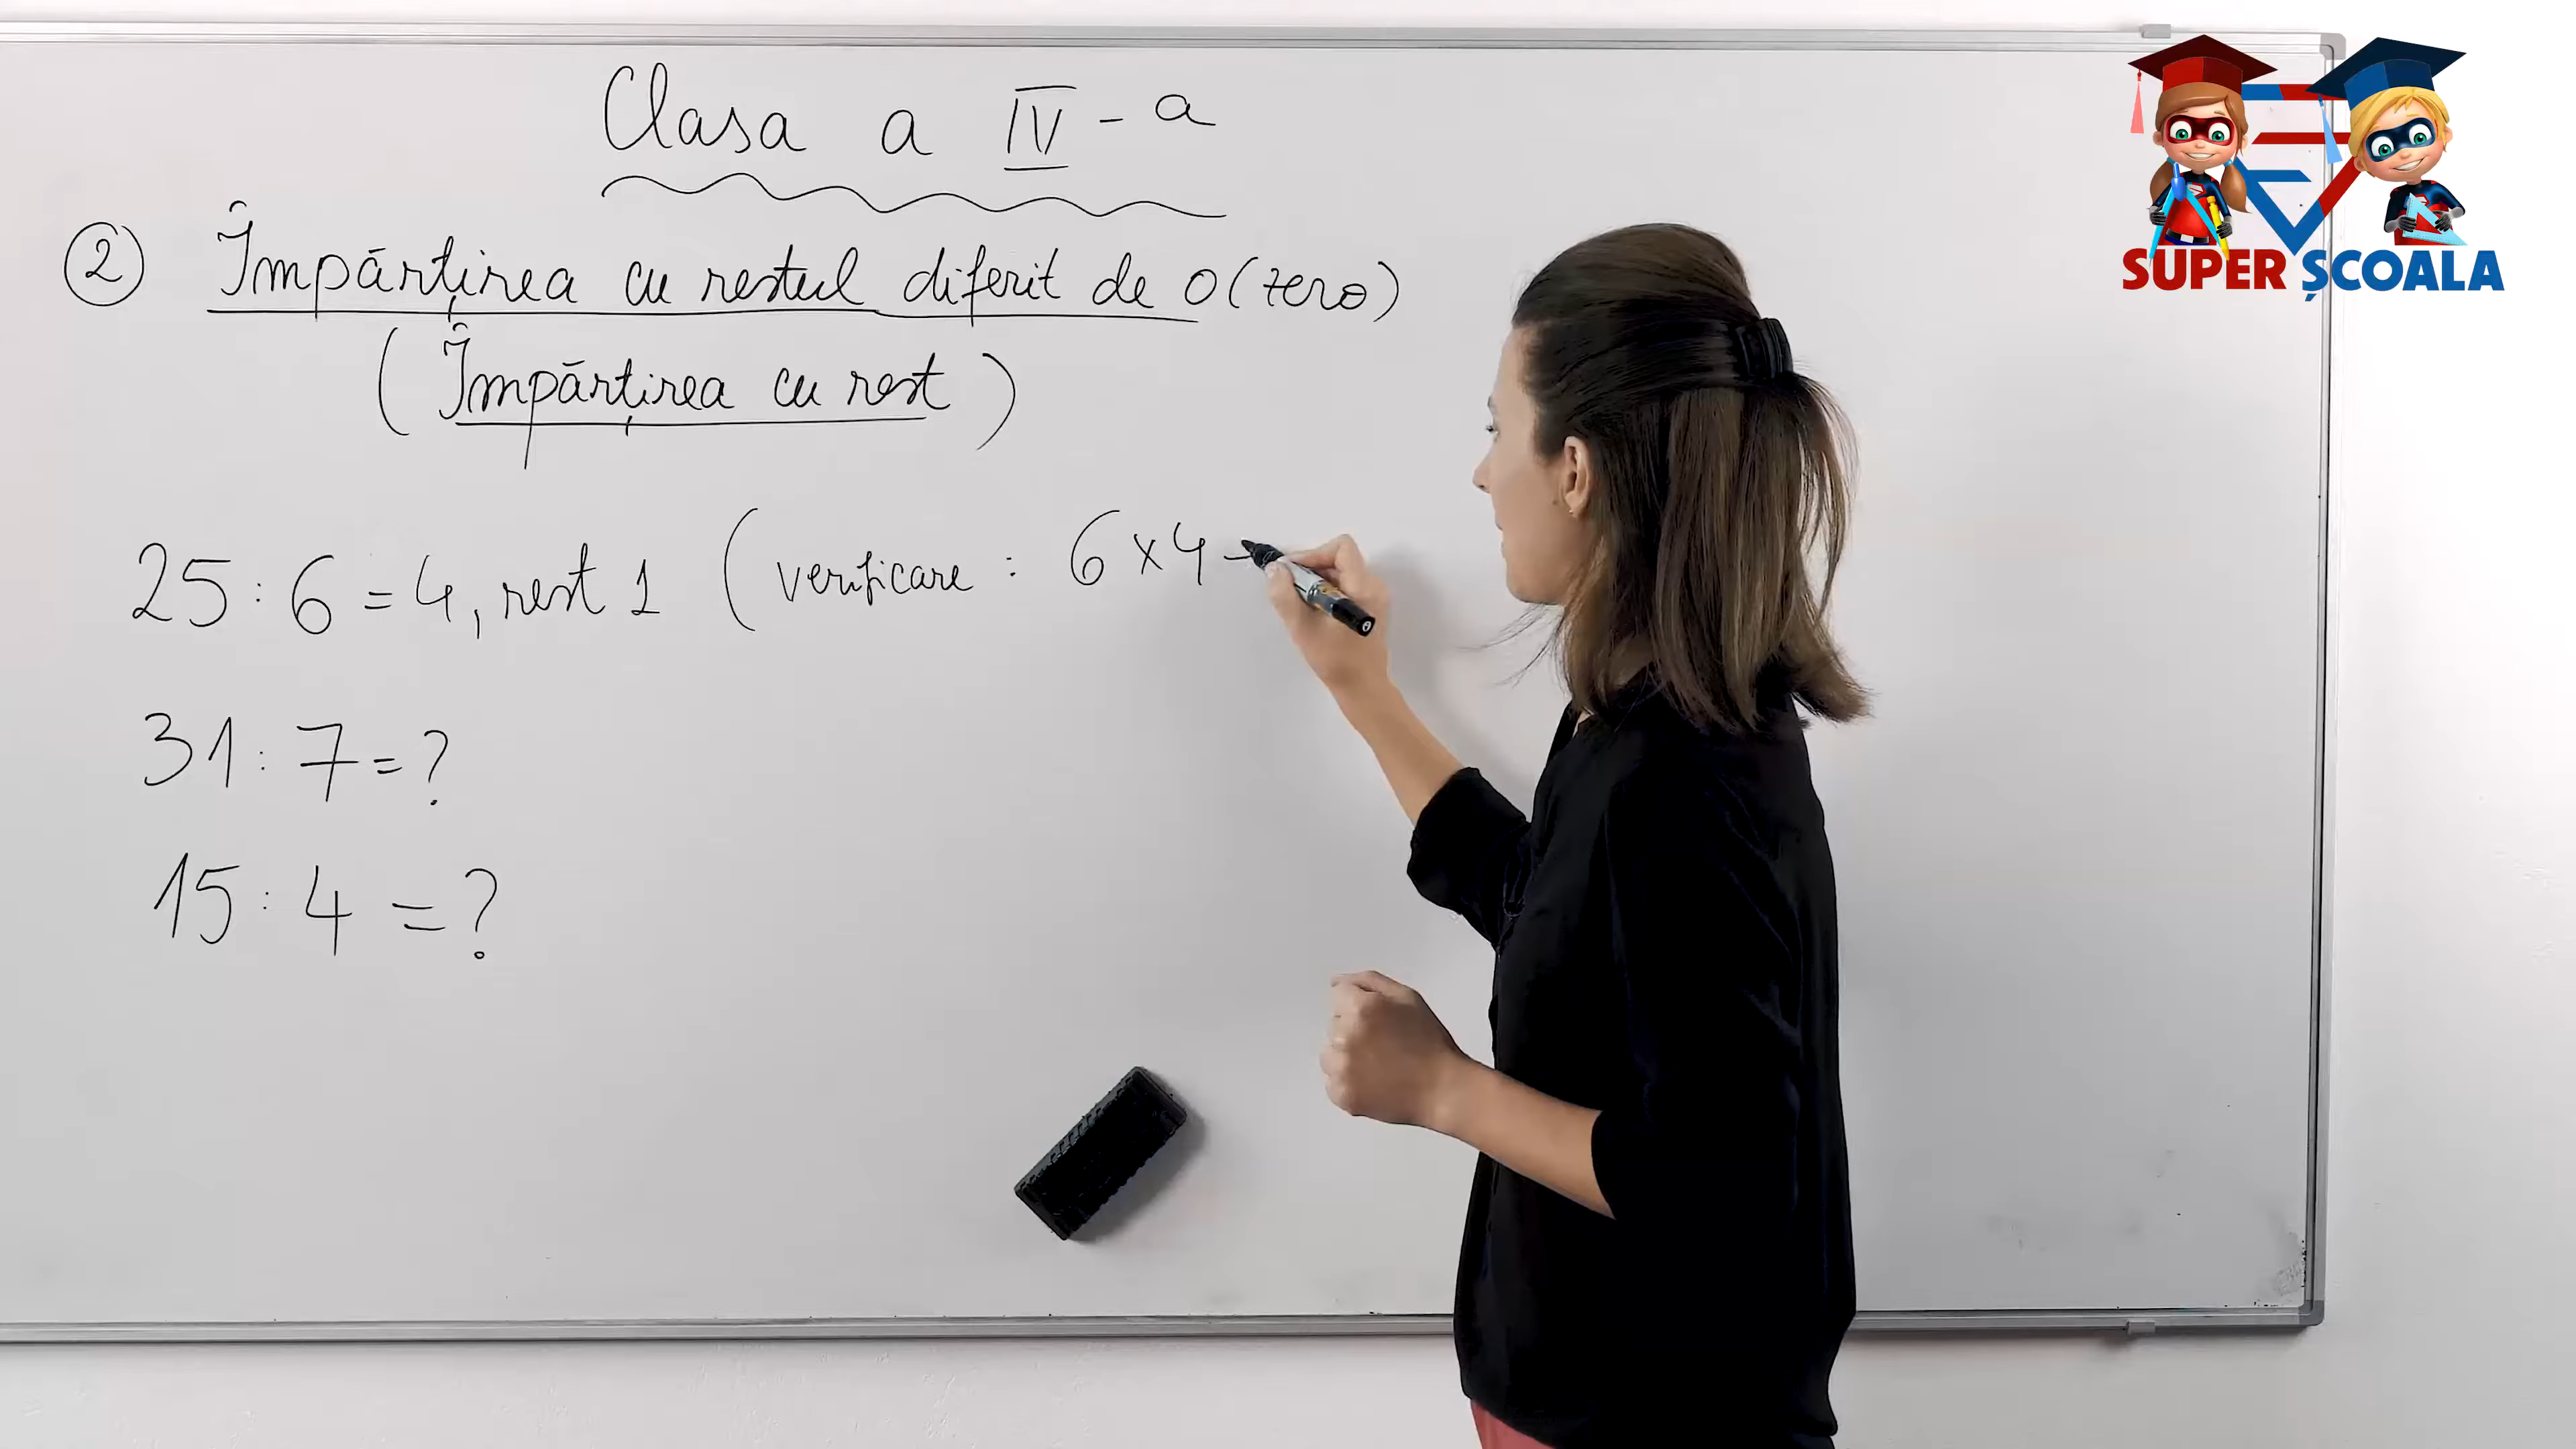 Clasa a IV-a
② Împărțirea cu restul diferit de 0 (zero)
(Împărțirea cu rest)
25 : 6 = 4, rest 1 (verificare : 6 x 4 -
31 : 7 = ?
15 : 4 = ?
SUPER ȘCOALA